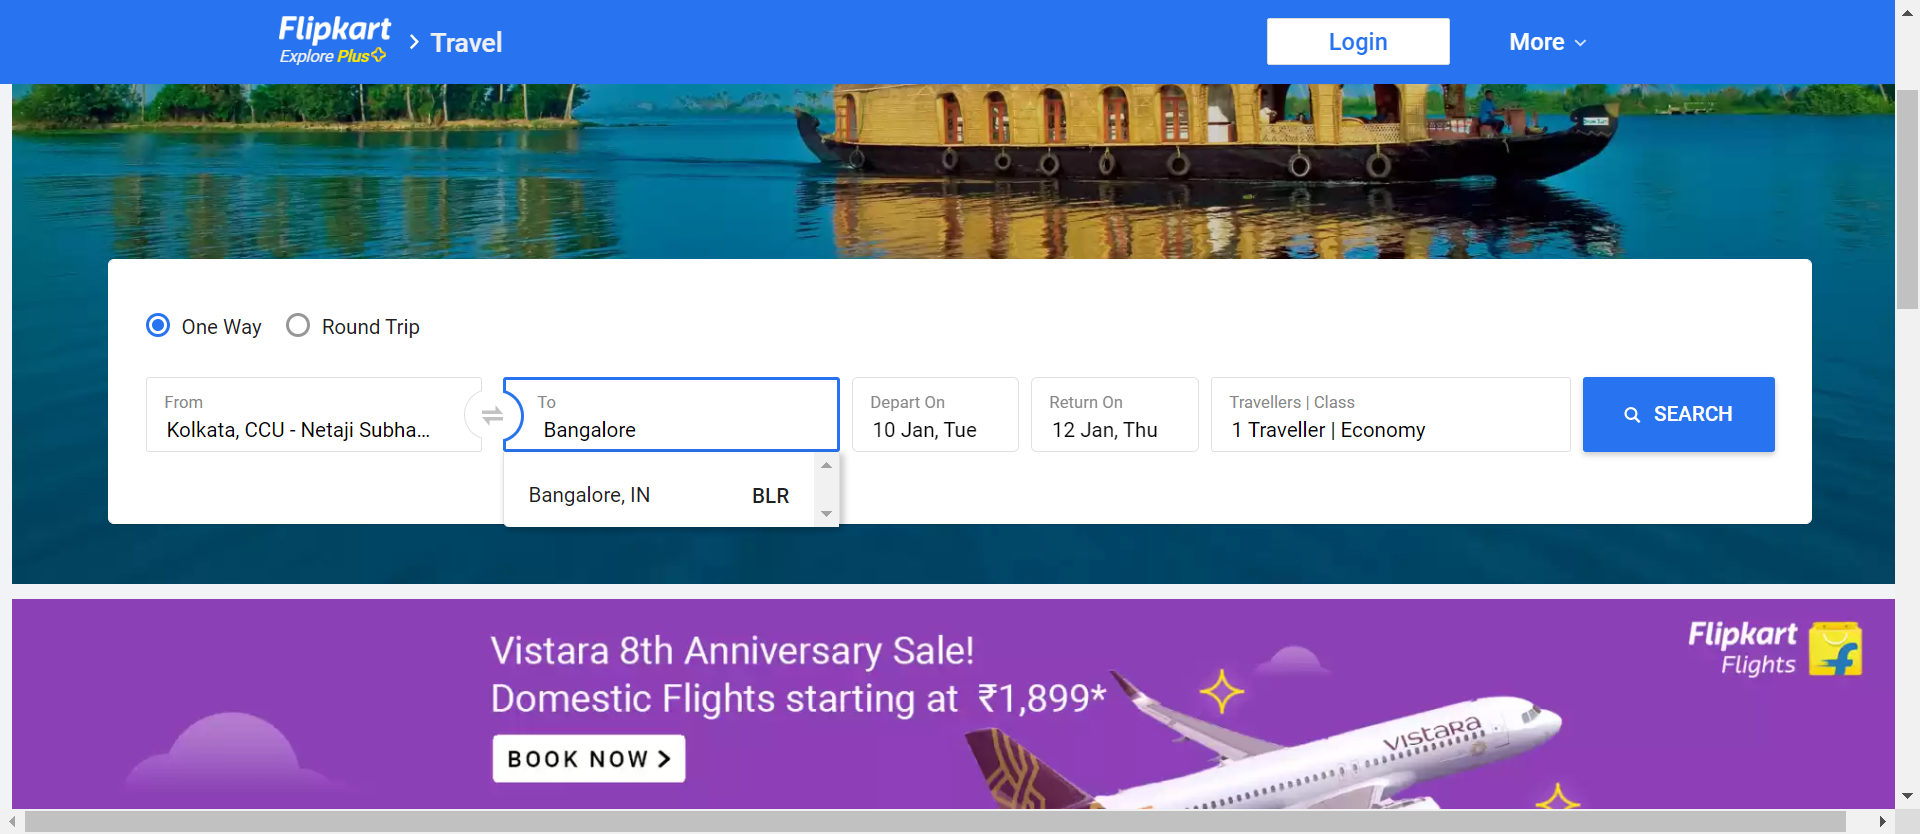 Flipkart
Explore Plus
Travel
Login
More
One Way
Round Trip
From
Kolkata, CCU - Netaji Subha...
To
Bangalore
Depart On
10 Jan, Tue
Return On
12 Jan, Thu
Travellers | Class
1 Traveller | Economy
SEARCH
Bangalore, IN
BLR
Vistara 8th Anniversary Sale!
Domestic Flights starting at ₹1,899*
BOOK NOW
Flipkart
Flights
VISTARA